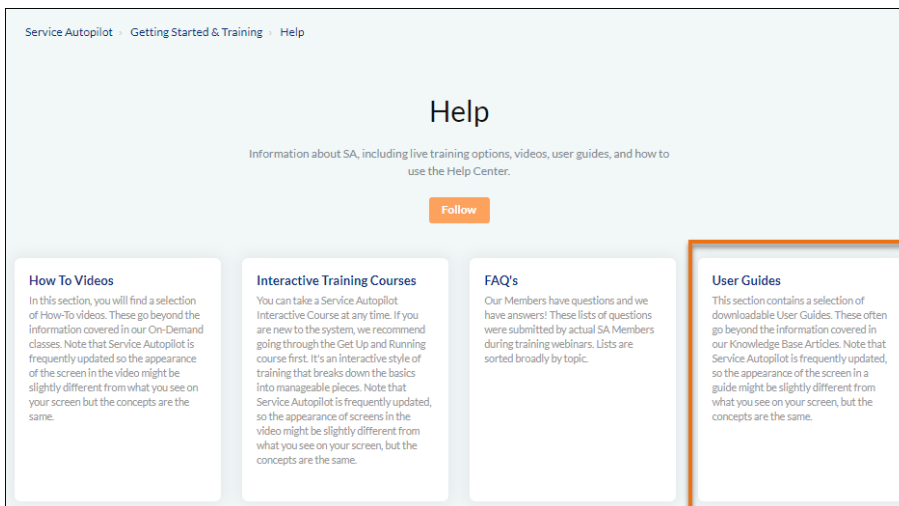 Service Autopilot › Getting Started & Training › Help
Help
Information about SA, including live training options, videos, user guides, and how to
use the Help Center.
Follow
How To Videos
In this section, you will find a selection
of How-To videos. These go beyond the
information covered in our On-Demand
classes. Note that Service Autopilot is
frequently updated so the appearance
of the screen in the video might be
slightly different from what you see on
your screen but the concepts are the
same.
Interactive Training Courses
You can take a Service Autopilot
Interactive Course at any time. If you
are new to the system, we recommend
going through the Get Up and Running
course first. It's an interactive style of
training that breaks down the basics
into manageable pieces. Note that
Service Autopilot is frequently updated,
so the appearance of screens in the
video might be slightly different from
what you see on your screen, but the
concepts are the same.
FAQ's
Our Members have questions and we
have answers! These lists of questions
were submitted by actual SA Members
during training webinars. Lists are
sorted broadly by topic.
User Guides
This section contains a selection of
downloadable User Guides. These often
go beyond the information covered in
our Knowledge Base Articles. Note that
Service Autopilot is frequently updated,
so the appearance of the screen in a
guide might be slightly different from
what you see on your screen, but the
concepts are the same.